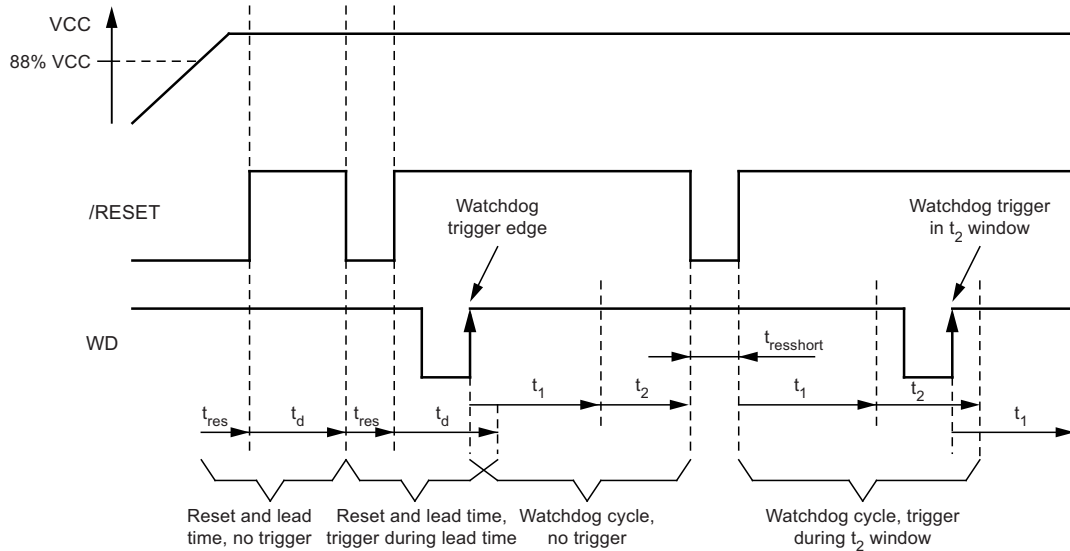 VCC
88% VCC
/RESET
Watchdog
trigger edge
Watchdog trigger
in t2 window
WD
tresshort
t1
t2
t1
t2
tres
td
tres
td
t1
Reset and lead
time, no trigger
Reset and lead time,
trigger during lead time
Watchdog cycle,
no trigger
Watchdog cycle, trigger
during t2 window